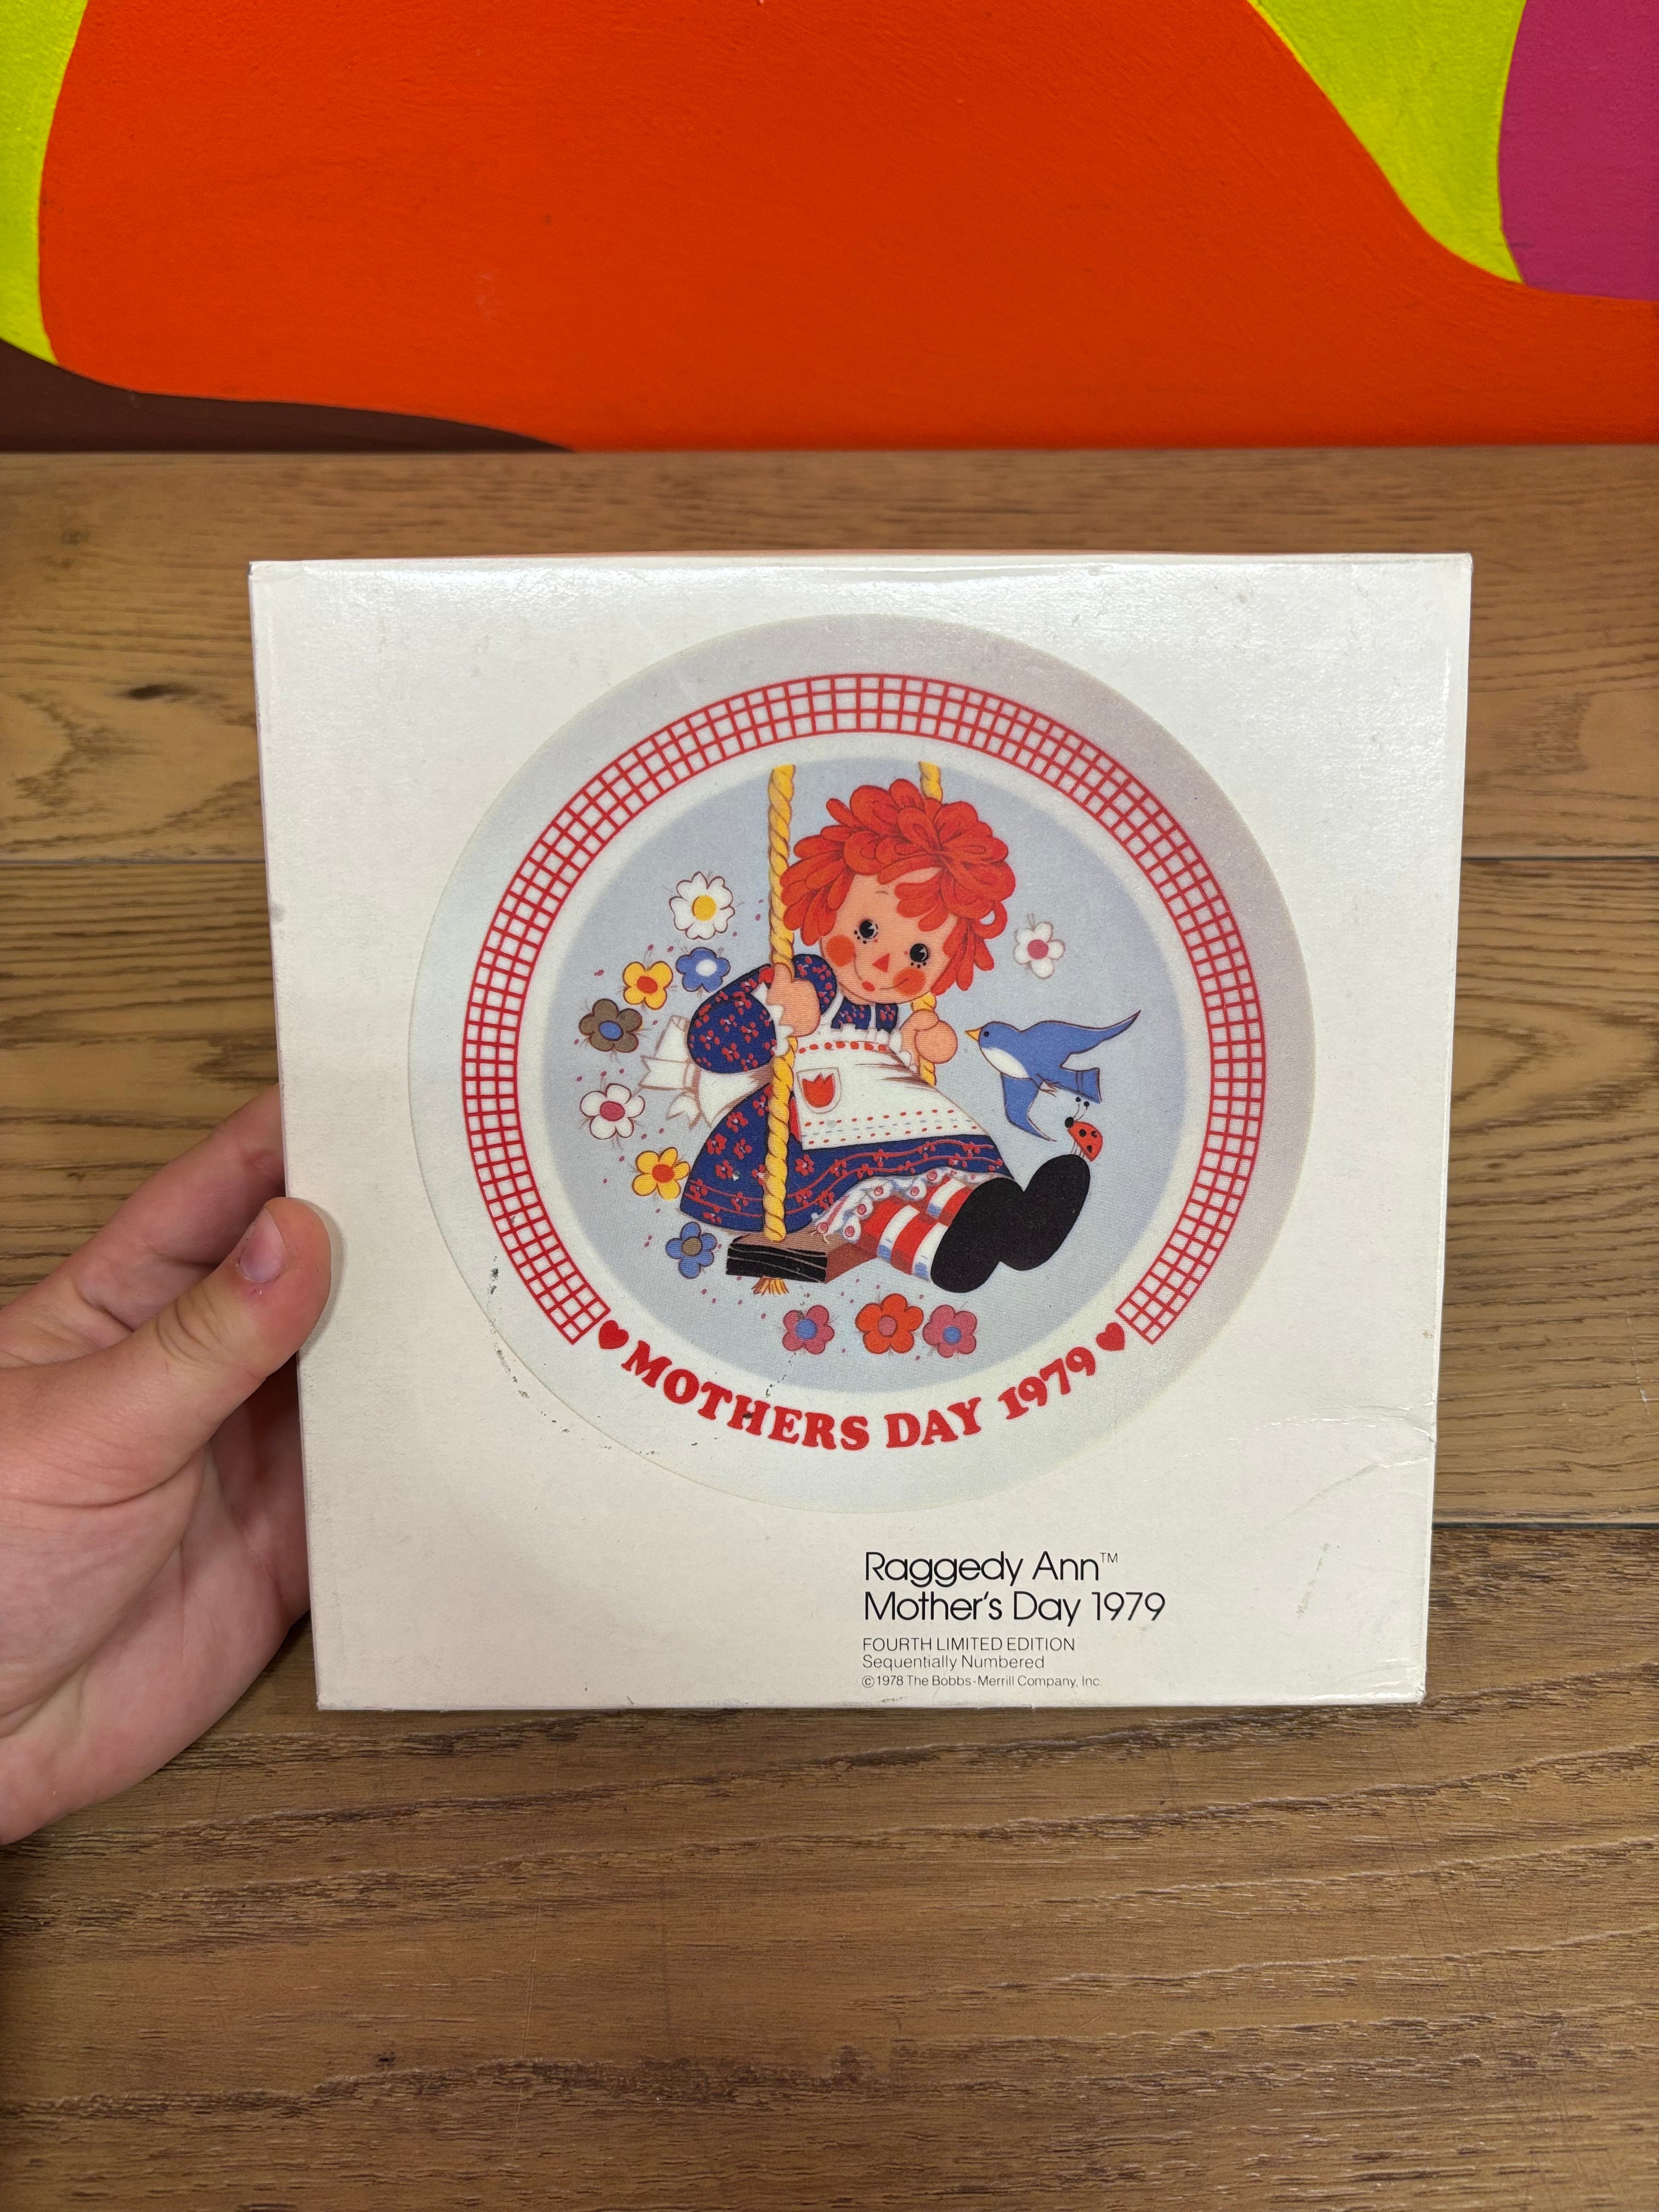 MOTHERS DAY 1979
Raggedy Ann™
Mother's Day 1979
FOURTH LIMITED EDITION
Sequentially Numbered
©1978 The Bobbs-Merrill Company, Inc.